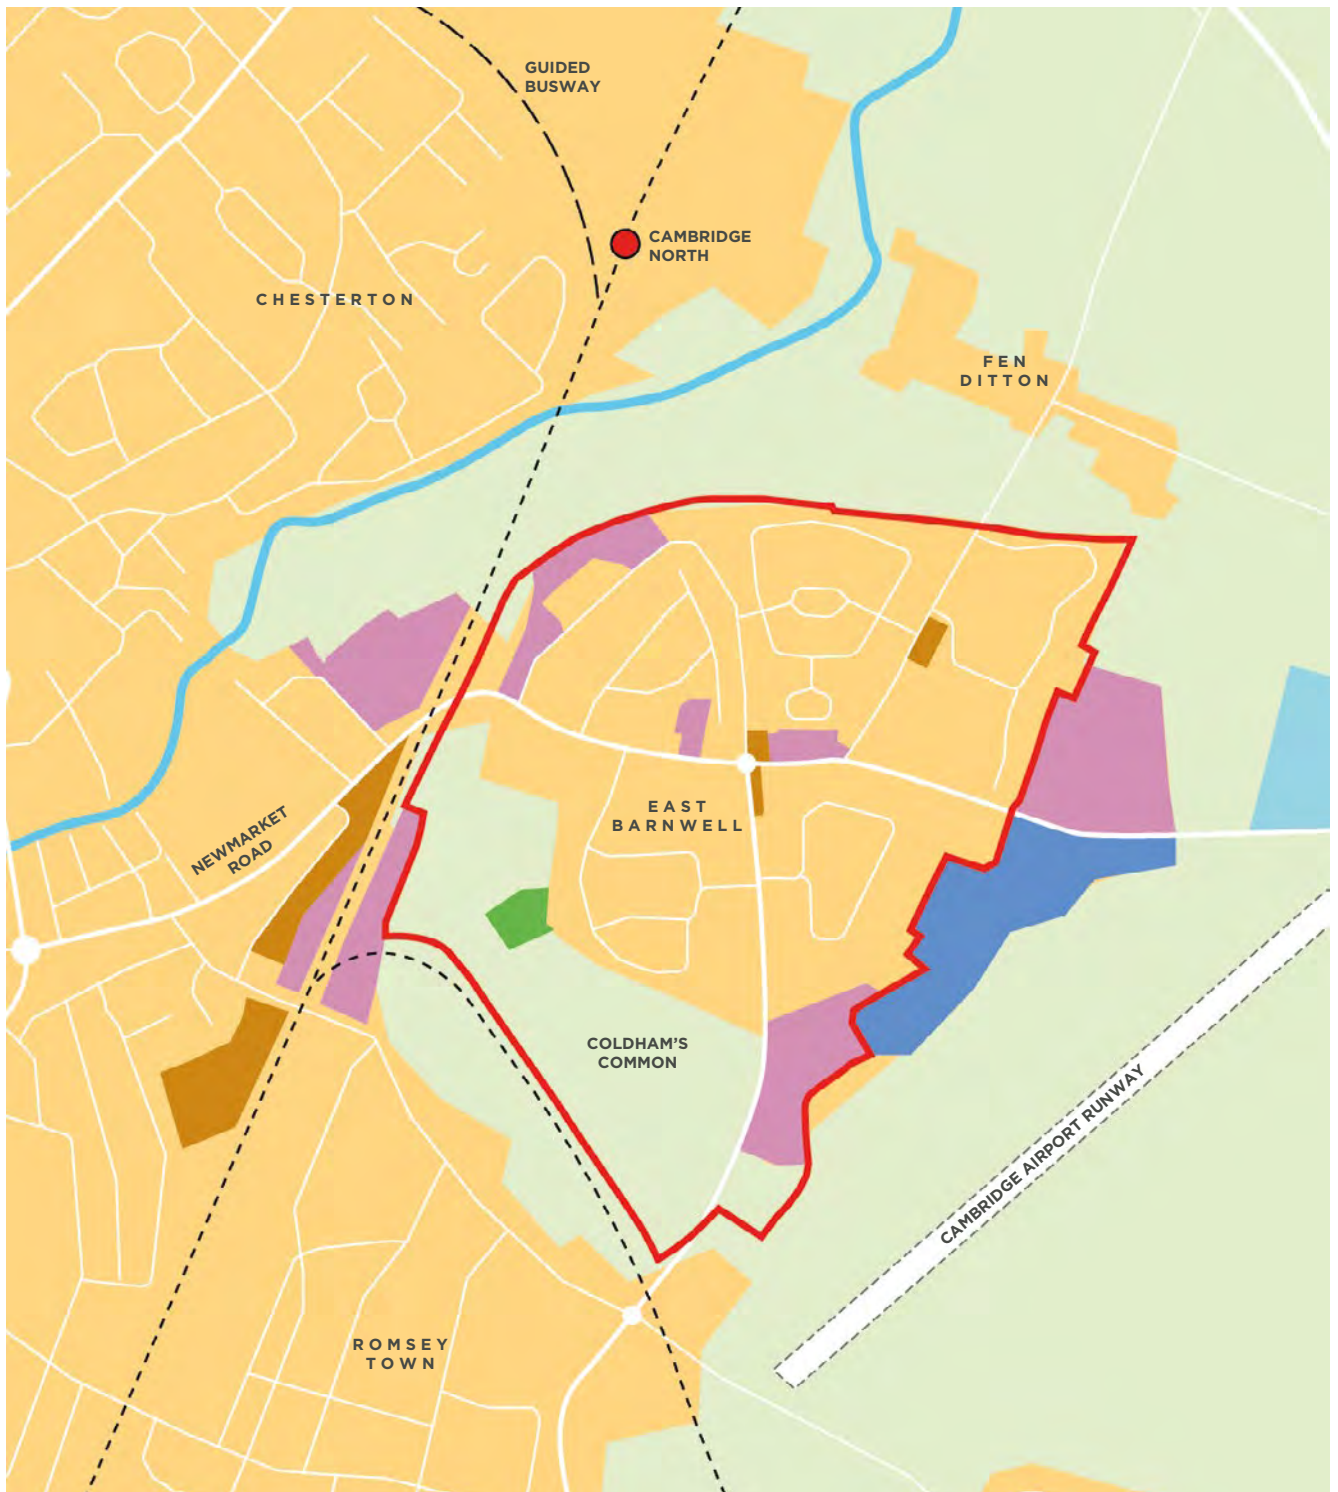 GUIDED
BUSWAY
CAMBRIDGE
NORTH
CHESTERTON
FEN
DITTON
NEWMARKET
ROAD
EAST
BARNWELL
COLDHAM'S
COMMON
CAMBRIDGE AIRPORT RUNWAY
ROMSEY
TOWN